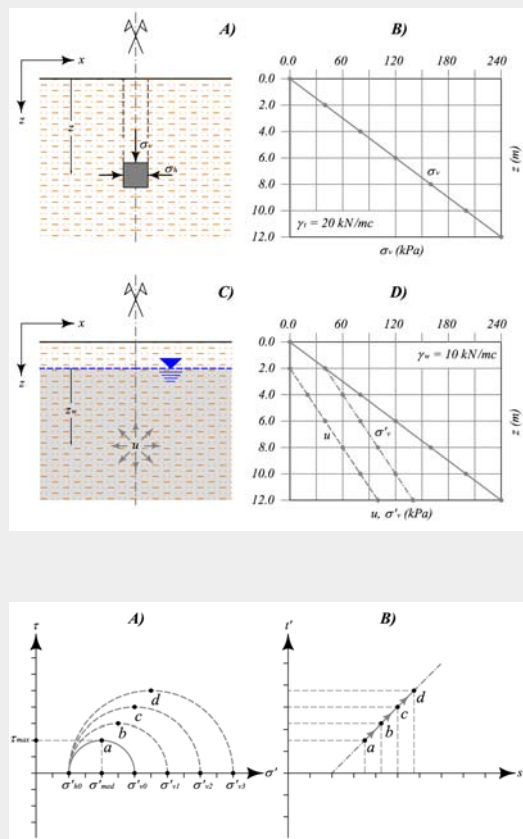 A)
x
z
z
σv
σh
B)
0.0 60 120 180 240
0.0
2.0
4.0
6.0
8.0
10.0
12.0
σv
γt = 20 kN/mc
z (m)
σv (kPa)
C)
x
z
zw
u
D)
0.0 60 120 180 240
0.0
2.0
4.0
6.0
8.0
10.0
12.0
γw = 10 kN/mc
u
σ'v
z (m)
u, σ'v (kPa)
A)
τ
d
c
b
a
τmax
σ'h0 σ'med σ'v0 σ'v1 σ'v2 σ'v3 σ'
B)
t'
d
c
b
a
s